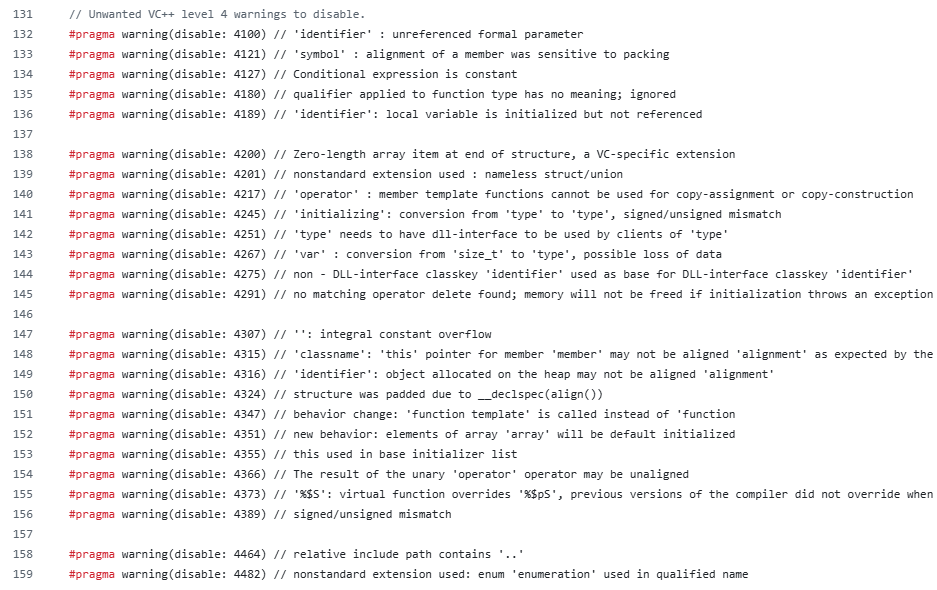 131 // Unwanted VC++ level 4 warnings to disable.
132 #pragma warning(disable: 4100) // 'identifier' : unreferenced formal parameter
133 #pragma warning(disable: 4121) // 'symbol' : alignment of a member was sensitive to packing
134 #pragma warning(disable: 4127) // Conditional expression is constant
135 #pragma warning(disable: 4180) // qualifier applied to function type has no meaning; ignored
136 #pragma warning(disable: 4189) // 'identifier': local variable is initialized but not referenced
137
138 #pragma warning(disable: 4200) // Zero-length array item at end of structure, a VC-specific extension
139 #pragma warning(disable: 4201) // nonstandard extension used : nameless struct/union
140 #pragma warning(disable: 4217) // 'operator' : member template functions cannot be used for copy-assignment or copy-construction
141 #pragma warning(disable: 4245) // 'initializing': conversion from 'type' to 'type', signed/unsigned mismatch
142 #pragma warning(disable: 4251) // 'type' needs to have dll-interface to be used by clients of 'type'
143 #pragma warning(disable: 4267) // 'var' : conversion from 'size_t' to 'type', possible loss of data
144 #pragma warning(disable: 4275) // non - DLL-interface classkey 'identifier' used as base for DLL-interface classkey 'identifier'
145 #pragma warning(disable: 4291) // no matching operator delete found; memory will not be freed if initialization throws an exception
146
147 #pragma warning(disable: 4307) // '': integral constant overflow
148 #pragma warning(disable: 4315) // 'classname': 'this' pointer for member 'member' may not be aligned 'alignment' as expected by the
149 #pragma warning(disable: 4316) // 'identifier': object allocated on the heap may not be aligned 'alignment'
150 #pragma warning(disable: 4324) // structure was padded due to __declspec(align())
151 #pragma warning(disable: 4347) // behavior change: 'function template' is called instead of 'function
152 #pragma warning(disable: 4351) // new behavior: elements of array 'array' will be default initialized
153 #pragma warning(disable: 4355) // this used in base initializer list
154 #pragma warning(disable: 4366) // The result of the unary 'operator' operator may be unaligned
155 #pragma warning(disable: 4373) // '%$S': virtual function overrides '%$pS', previous versions of the compiler did not override when
156 #pragma warning(disable: 4389) // signed/unsigned mismatch
157
158 #pragma warning(disable: 4464) // relative include path contains '..'
159 #pragma warning(disable: 4482) // nonstandard extension used: enum 'enumeration' used in qualified name